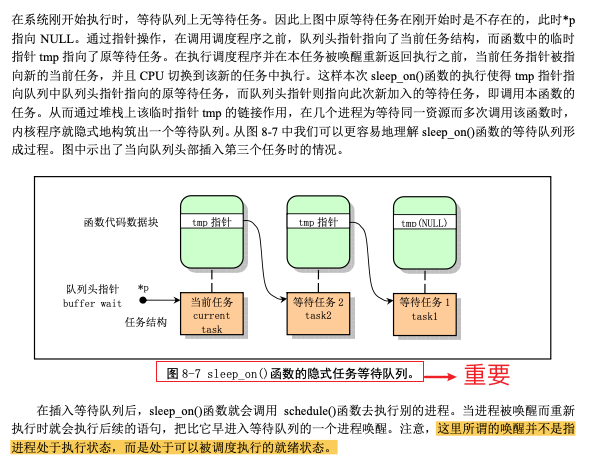 在系统刚开始执行时，等待队列上无等待任务。因此上图中原等待任务在刚开始时是不存在的，此时*p
指向 NULL。通过指针操作，在调用调度程序之前，队列头指针指向了当前任务结构，而函数中的临时
指针 tmp 指向了原等待任务。在执行调度程序并在本任务被唤醒重新返回执行之前，当前任务指针被指
向新的当前任务，并且 CPU 切换到该新的任务中执行。这样本次 sleep_on()函数的执行使得 tmp 指针指
向队列中队列头指针指向的原等待任务，而队列头指针则指向此次新加入的等待任务，即调用本函数的
任务。从而通过堆栈上该临时指针 tmp 的链接作用，在几个进程为等待同一资源而多次调用该函数时，
内核程序就隐式地构筑出一个等待队列。从图 8-7 中我们可以更容易地理解 sleep_on()函数的等待队列形
成过程。图中示出了当向队列头部插入第三个任务时的情况。
函数代码数据块
tmp 指针
tmp 指针
tmp(NULL)
队列头指针 *p
buffer wait
任务结构
当前任务
current
task
等待任务 2
task2
等待任务 1
task1
图 8-7 sleep_on()函数的隐式任务等待队列。
重要
在插入等待队列后，sleep_on()函数就会调用 schedule()函数去执行别的进程。当进程被唤醒而重新
执行时就会执行后续的语句，把比它早进入等待队列的一个进程唤醒。注意，这里所谓的唤醒并不是指
进程处于执行状态，而是处于可以被调度执行的就绪状态。